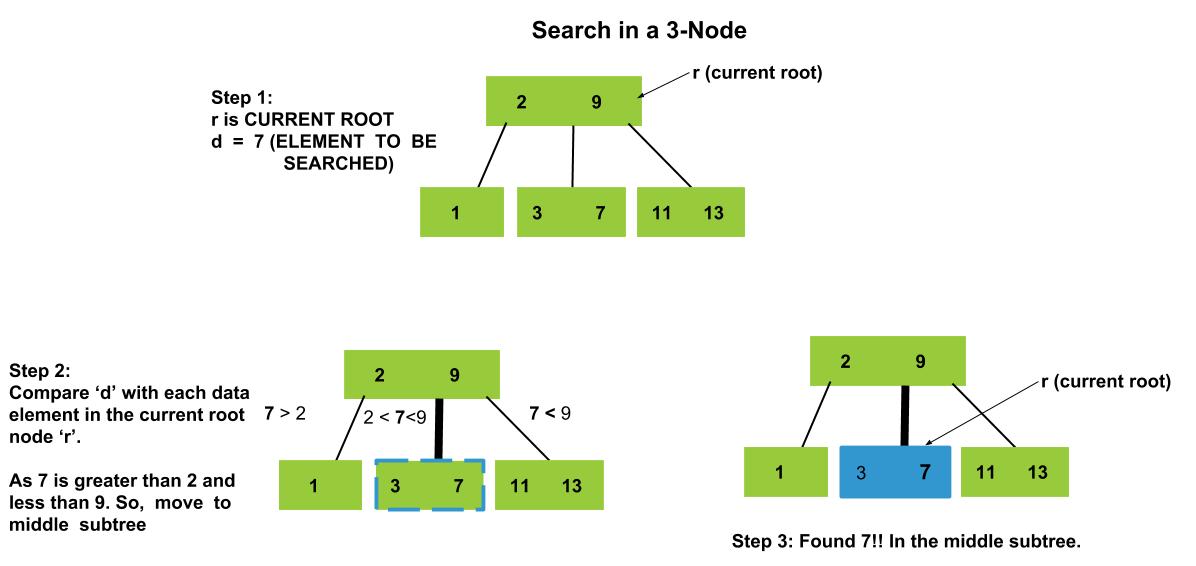 Search in a 3-Node
r (current root)
Step 1:
r is CURRENT ROOT
d = 7 (ELEMENT TO BE
SEARCHED)
2 9
1
3 7
11 13
Step 2:
Compare ‘d’ with each data
element in the current root
node ‘r’.
As 7 is greater than 2 and
less than 9. So, move to
middle subtree
2 9
7 > 2
2 < 7<9
7 < 9
1
3 7
11 13
2 9
r (current root)
1
3 7
11 13
Step 3: Found 7!! In the middle subtree.